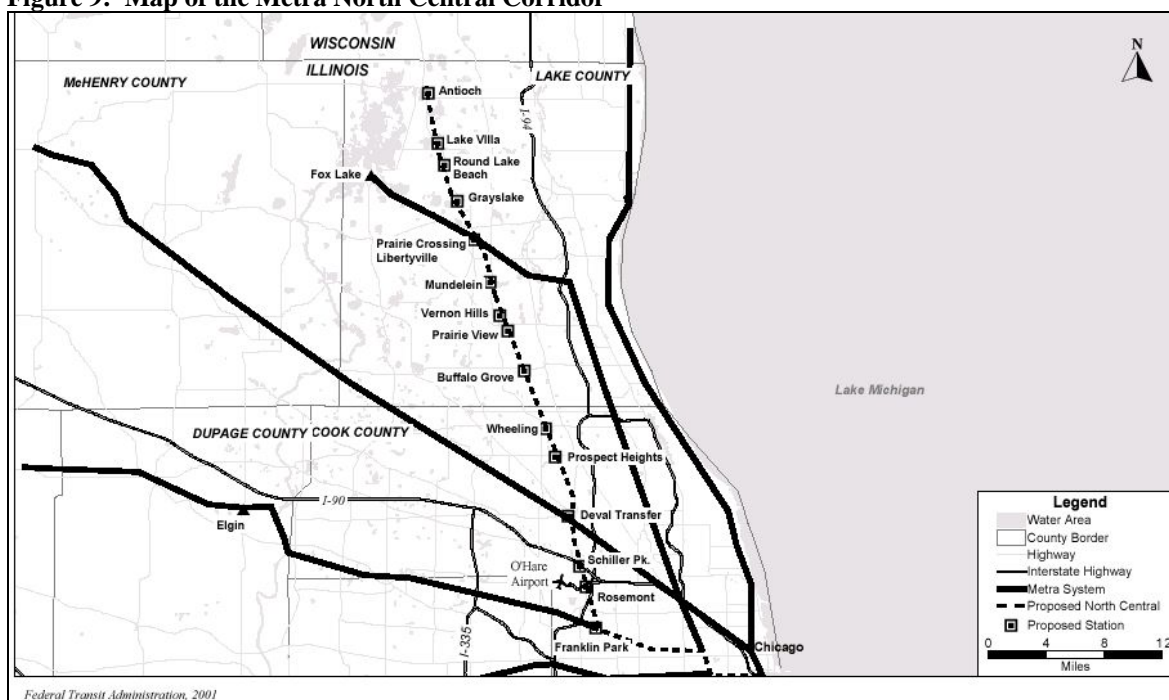 Figure 9: Map of the Metra North Central Corridor
WISCONSIN
ILLINOIS
McHENRY COUNTY
LAKE COUNTY
N
I-94
Antioch
Lake Villa
Round Lake
Beach
Fox Lake
Grayslake
Prairie Crossing
Libertyville
Mundelein
Vernon Hills
Prairie View
Buffalo Grove
Lake Michigan
Wheeling
DUPAGE COUNTY COOK COUNTY
Prospect Heights
I-90
Elgin
Deval Transfer
Schiller Pk.
O'Hare
Airport
Rosemont
I-335
Franklin Park
Chicago
Legend
Water Area
County Border
Highway
Interstate Highway
Metra System
Proposed North Central
Proposed Station
0 4 8 12
Miles
Federal Transit Administration, 2001